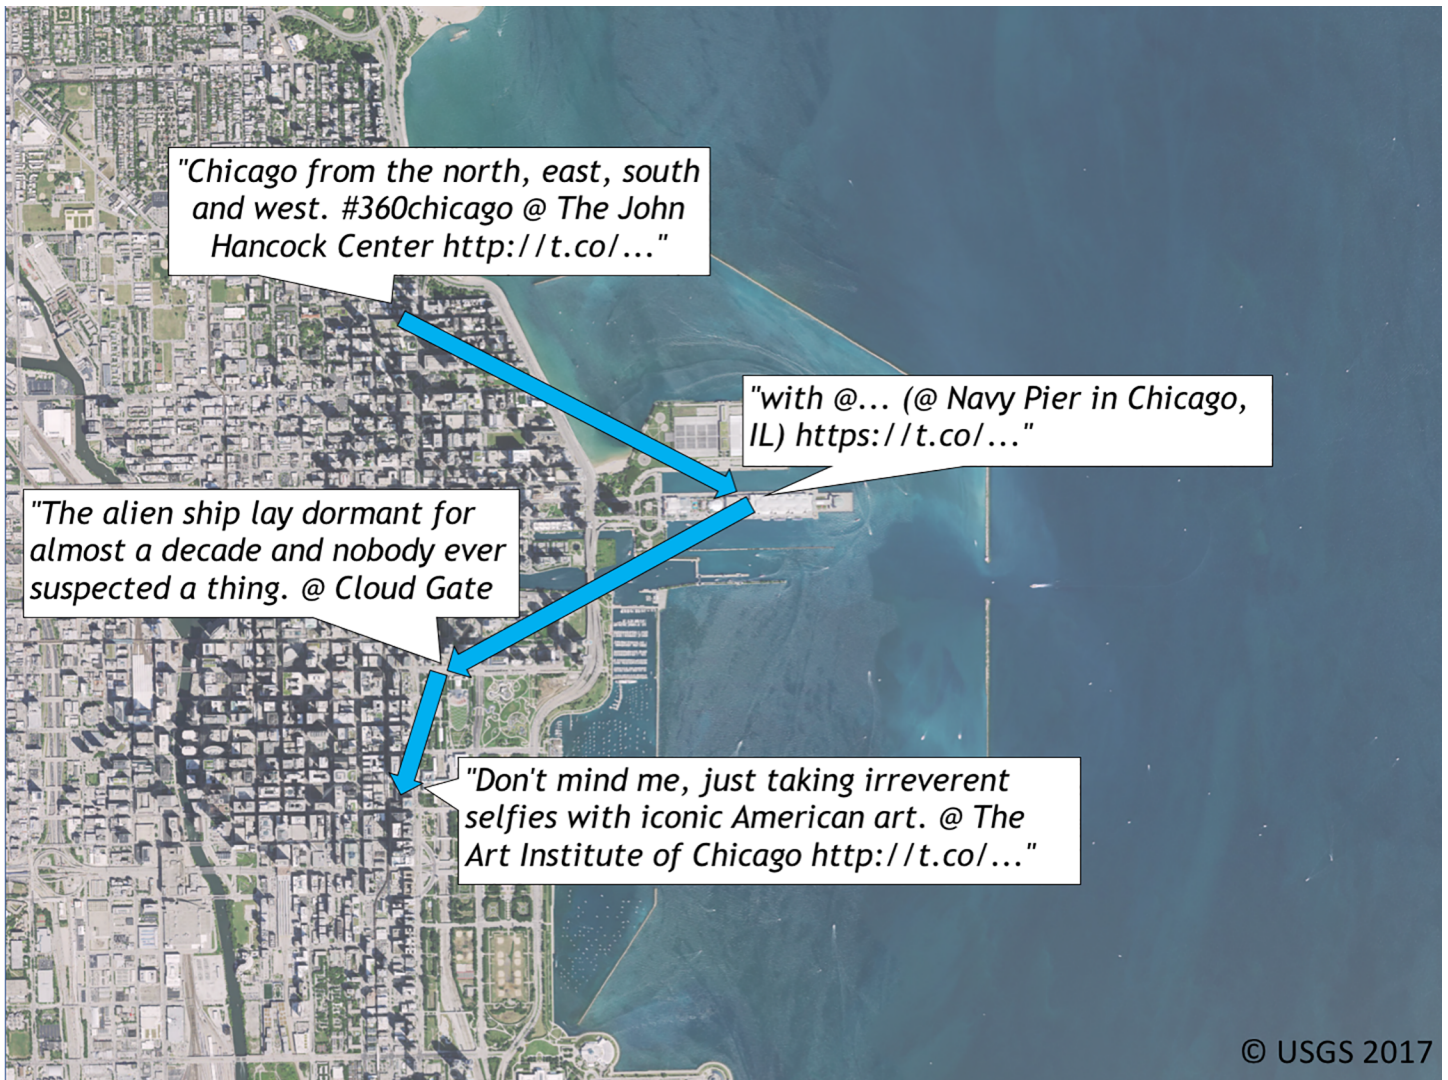 "Chicago from the north, east, south
and west. #360chicago @ The John
Hancock Center http://t.co/..."
"with @... (@ Navy Pier in Chicago,
IL) https://t.co/..."
"The alien ship lay dormant for
almost a decade and nobody ever
suspected a thing. @ Cloud Gate
"Don't mind me, just taking irreverent
selfies with iconic American art. @ The
Art Institute of Chicago http://t.co/..."
© USGS 2017